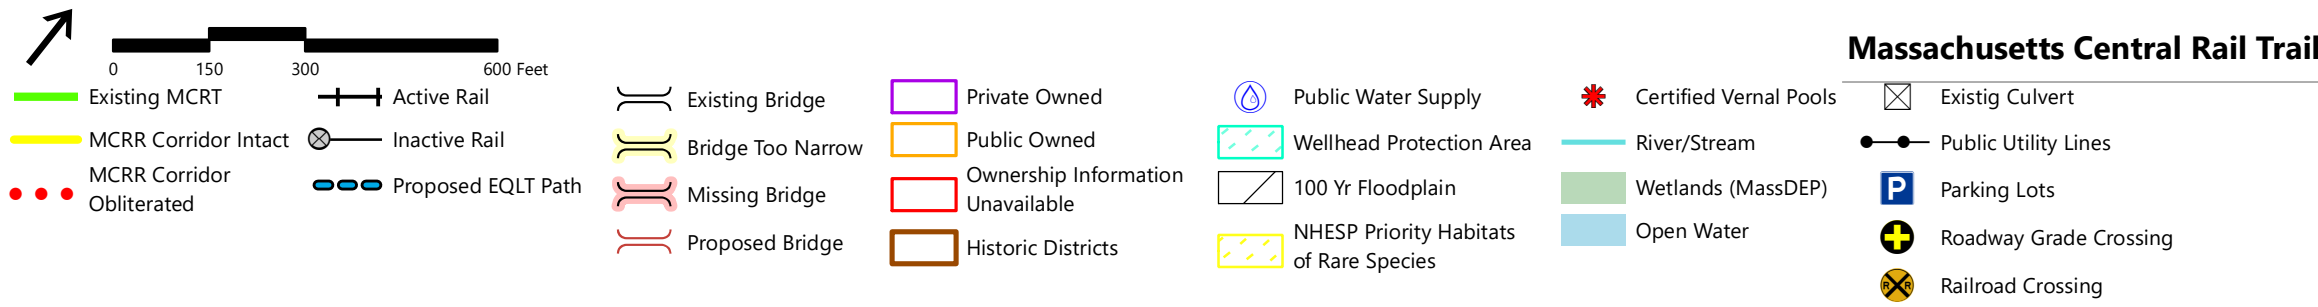 Massachusetts Central Rail Trail
0 150 300 600 Feet
Existing MCRT
MCRR Corridor Intact
MCRR Corridor
Obliterated
Active Rail
Inactive Rail
Proposed EQLT Path
Existing Bridge
Bridge Too Narrow
Missing Bridge
Proposed Bridge
Private Owned
Public Owned
Ownership Information
Unavailable
Historic Districts
Public Water Supply
Wellhead Protection Area
100 Yr Floodplain
NHESP Priority Habitats
of Rare Species
Certified Vernal Pools
River/Stream
Wetlands (MassDEP)
Open Water
Existig Culvert
Public Utility Lines
P Parking Lots
Roadway Grade Crossing
R R Railroad Crossing